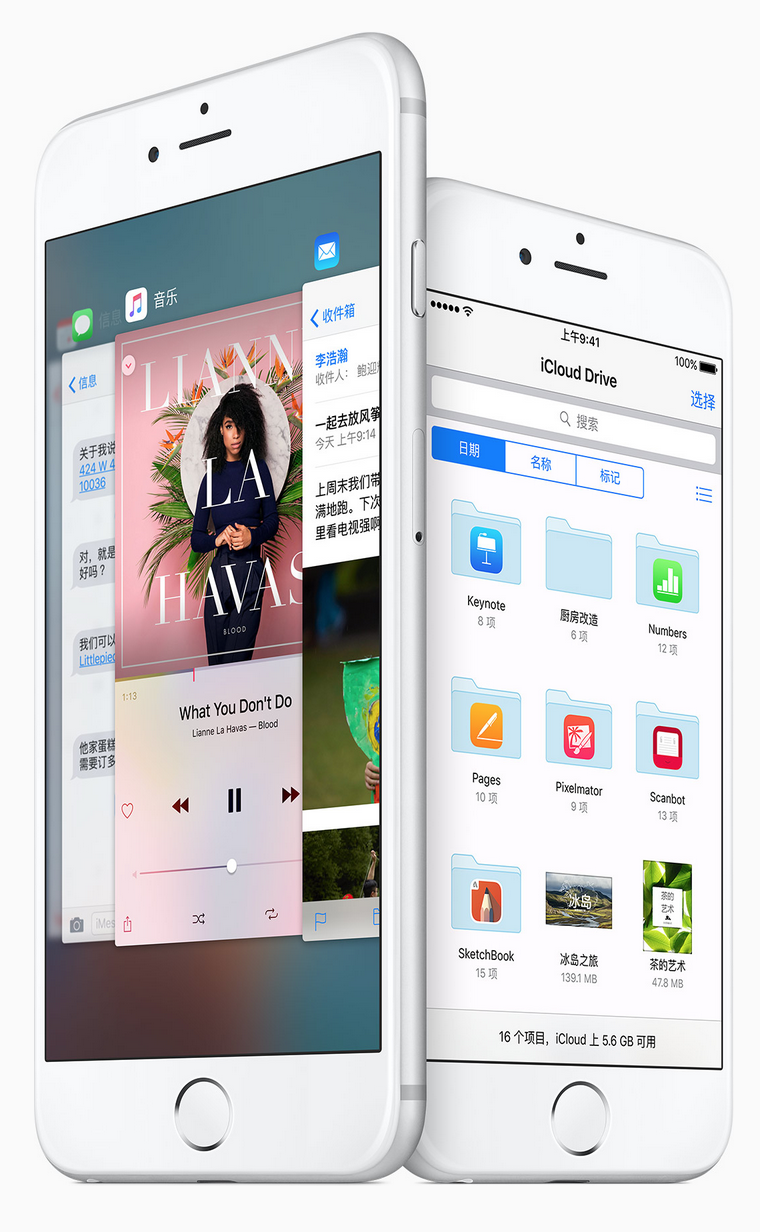 信息
音乐
信息
关于我说
424 W 4
10036
对，就是
好吗？
我们可以
Littlepied
他家蛋糕
需要订多
iMes
LIANN
LA
HAVAS
BLOOD
1:13
What You Don't Do
Lianne La Havas — Blood
收件箱
李浩瀚
收件人： 鲍迎
一起去放风筝
今天 上午9:14
上周末我们带
满地跑。下次
里看电视强啊
上午9:41
100%
iCloud Drive
选择
搜索
日期
名称
标记
Keynote
8 项
厨房改造
6 项
Numbers
12 项
Pages
10 项
Pixelmator
9 项
Scanbot
13 项
SketchBook
15 项
冰岛
冰岛之旅
139.1 MB
茶的
艺术
茶的艺术
47.8 MB
16 个项目，iCloud 上 5.6 GB 可用